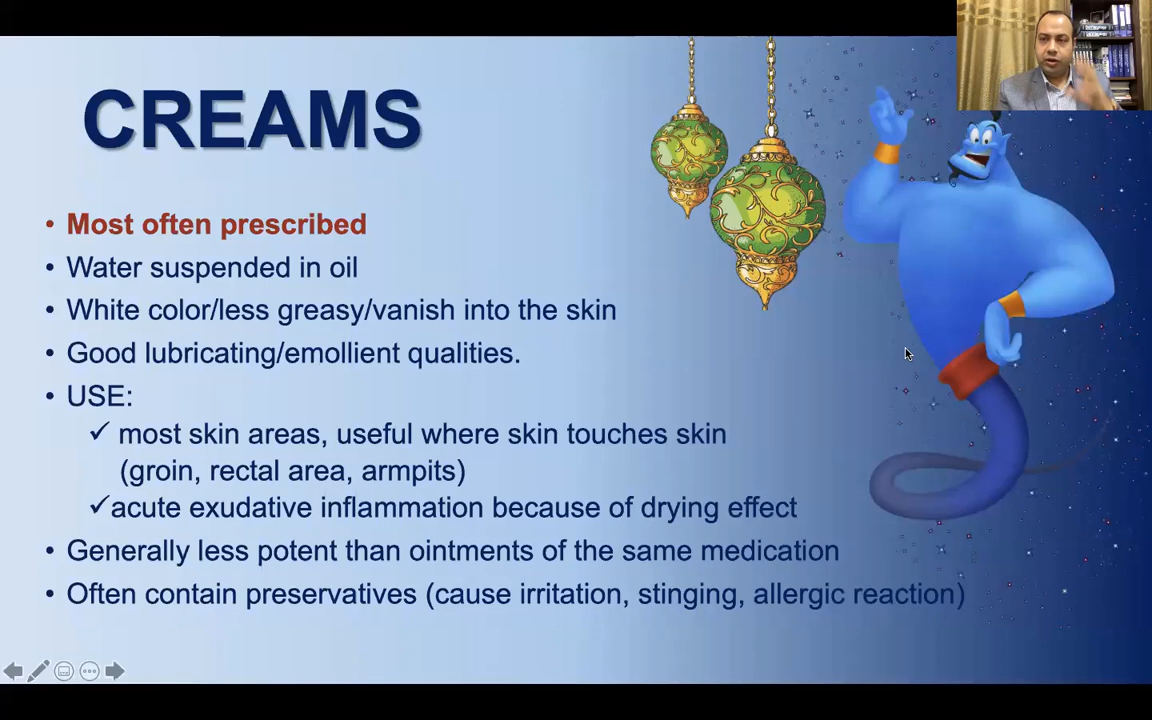 CREAMS
• Most often prescribed
• Water suspended in oil
• White color/less greasy/vanish into the skin
• Good lubricating/emollient qualities.
• USE:
✓ most skin areas, useful where skin touches skin
(groin, rectal area, armpits)
✓acute exudative inflammation because of drying effect
• Generally less potent than ointments of the same medication
• Often contain preservatives (cause irritation, stinging, allergic reaction)